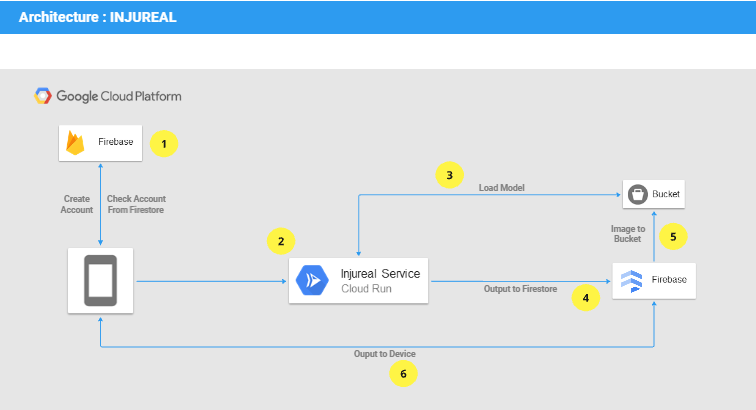 Architecture : INJUREAL
Google Cloud Platform
Firebase
1
Create
Account
Check Account
From Firestore
2
Injureal Service
Cloud Run
3
Load Model
Bucket
Image to
Bucket
5
Firebase
Output to Firestore
4
Ouput to Device
6